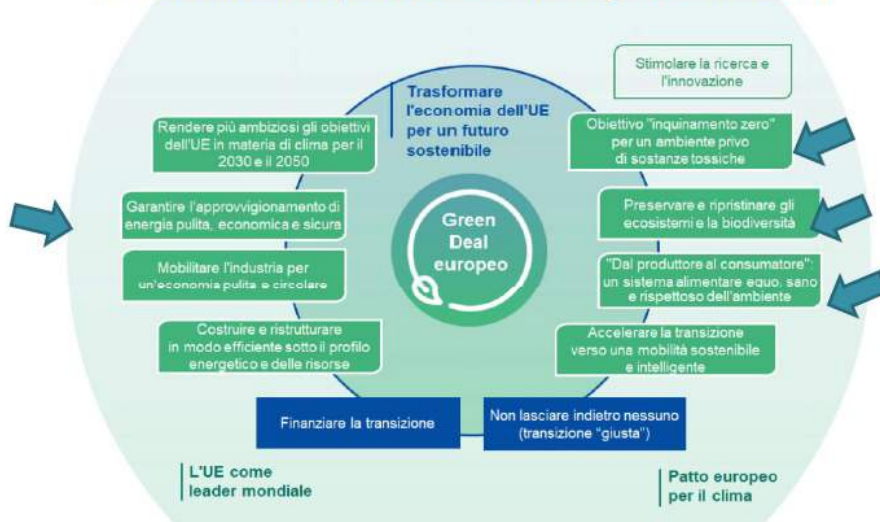 Stimolare la ricerca e
l'innovazione
Trasformare
l'economia dell'UE
per un futuro
sostenibile
Rendere più ambiziosi gli obiettivi
dell'UE in materia di clima per il
2030 e il 2050
Obiettivo "inquinamento zero"
per un ambiente privo
di sostanze tossiche
Garantire l'approvvigionamento di
energia pulita, economica e sicura
Preservare e ripristinare gli
ecosistemi e la biodiversità
Green
Deal
europeo
Mobilitare l'industria per
un'economia pulita e circolare
"Dal produttore al consumatore":
un sistema alimentare equo, sano
e rispettoso dell'ambiente
Costruire e ristrutturare
in modo efficiente sotto il profilo
energetico e delle risorse
Accelerare la transizione
verso una mobilità sostenibile
e intelligente
Finanziare la transizione
Non lasciare indietro nessuno
(transizione "giusta")
L'UE come
leader mondiale
Patto europeo
per il clima